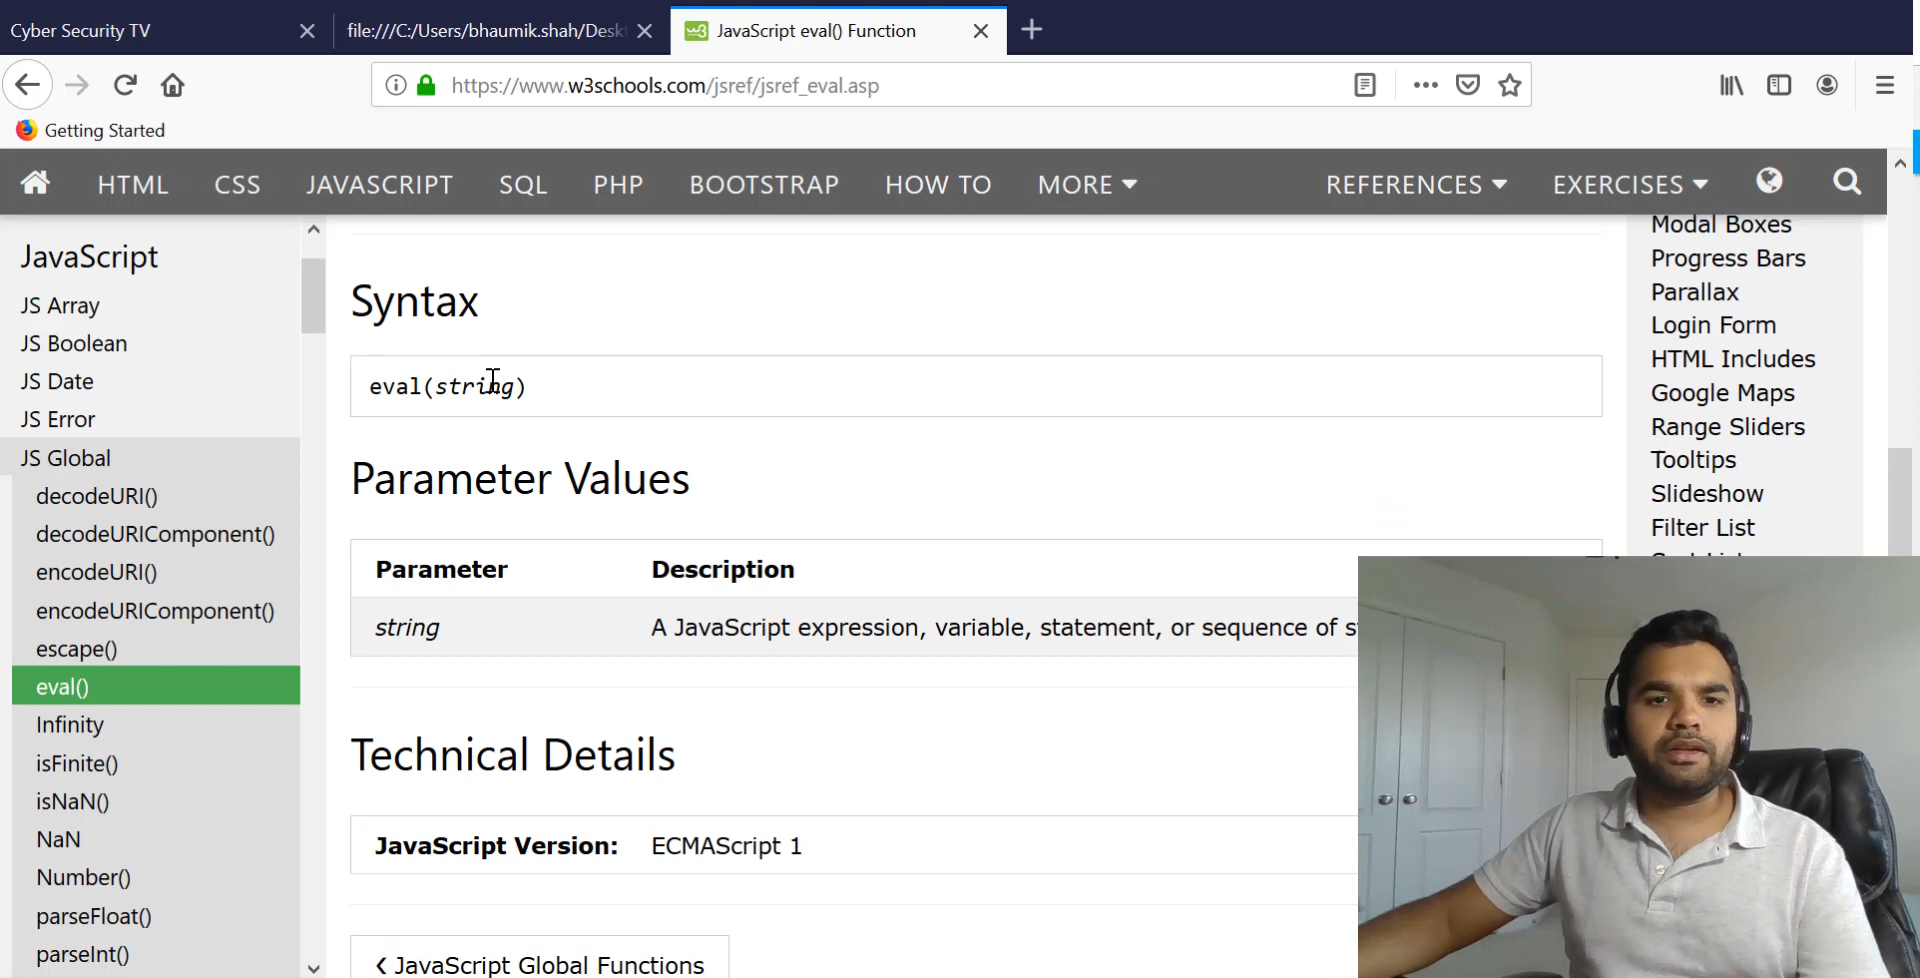 Cyber Security TV
file:///C:/Users/bhaumik.shah/Desk
JavaScript eval() Function
https://www.w3schools.com/jsref/jsref_eval.asp
Getting Started
HTML CSS JAVASCRIPT SQL PHP BOOTSTRAP HOW TO MORE REFERENCES EXERCISES
JavaScript
JS Array
JS Boolean
JS Date
JS Error
JS Global
decodeURI()
decodeURIComponent()
encodeURI()
encodeURIComponent()
escape()
eval()
Infinity
isFinite()
isNaN()
NaN
Number()
parseFloat()
parseInt()
Syntax
eval(string)
Parameter Values
Parameter Description
string A JavaScript expression, variable, statement, or sequence of
Technical Details
JavaScript Version: ECMAScript 1
❮ JavaScript Global Functions
Modal Boxes
Progress Bars
Parallax
Login Form
HTML Includes
Google Maps
Range Sliders
Tooltips
Slideshow
Filter List